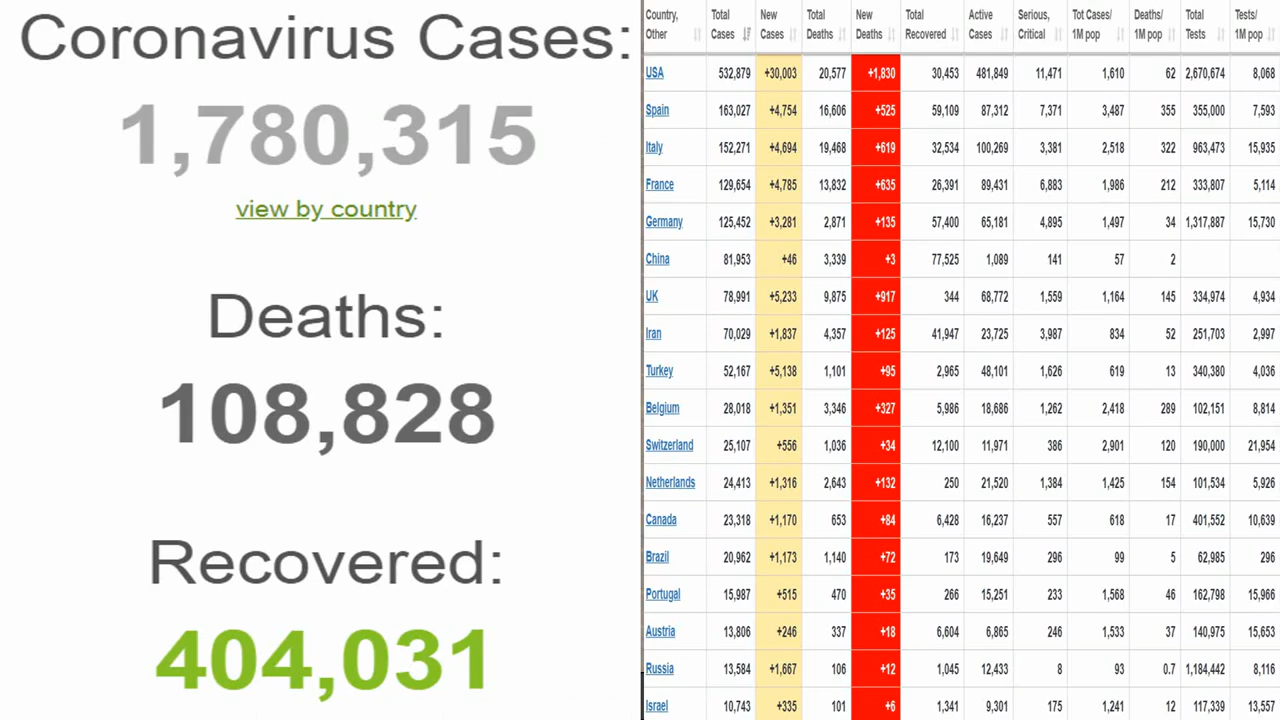 Coronavirus Cases:
1,780,315
view by country
Deaths:
108,828
Recovered:
404,031
Country, Other Total Cases New Cases Total Deaths New Deaths Total Recovered Active Cases Serious, Critical Tot Cases/ 1M pop Deaths/ 1M pop Total Tests Tests/ 1M pop
USA 532,879 +30,003 20,577 +1,830 30,453 481,849 11,471 1,610 62 2,670,674 8,068
Spain 163,027 +4,754 16,606 +525 59,109 87,312 7,371 3,487 355 355,000 7,593
Italy 152,271 +4,694 19,468 +619 32,534 100,269 3,381 2,518 322 963,473 15,935
France 129,654 +4,785 13,832 +635 26,391 89,431 6,883 1,986 212 333,807 5,114
Germany 125,452 +3,281 2,871 +135 57,400 65,181 4,895 1,497 34 1,317,887 15,730
China 81,953 +46 3,339 +3 77,525 1,089 141 57 2
UK 78,991 +5,233 9,875 +917 344 68,772 1,559 1,164 145 334,974 4,934
Iran 70,029 +1,837 4,357 +125 41,947 23,725 3,987 834 52 251,703 2,997
Turkey 52,167 +5,138 1,101 +95 2,965 48,101 1,626 619 13 340,380 4,036
Belgium 28,018 +1,351 3,346 +327 5,986 18,686 1,262 2,418 289 102,151 8,814
Switzerland 25,107 +556 1,036 +34 12,100 11,971 386 2,901 120 190,000 21,954
Netherlands 24,413 +1,316 2,643 +132 250 21,520 1,384 1,425 154 101,534 5,926
Canada 23,318 +1,170 653 +84 6,428 16,237 557 618 17 401,552 10,639
Brazil 20,962 +1,173 1,140 +72 173 19,649 296 99 5 62,985 296
Portugal 15,987 +515 470 +35 266 15,251 233 1,568 46 162,798 15,966
Austria 13,806 +246 337 +18 6,604 6,865 246 1,533 37 140,975 15,653
Russia 13,584 +1,667 106 +12 1,045 12,433 8 93 0.7 1,184,442 8,116
Israel 10,743 +335 101 +6 1,341 9,301 175 1,241 12 117,339 13,557